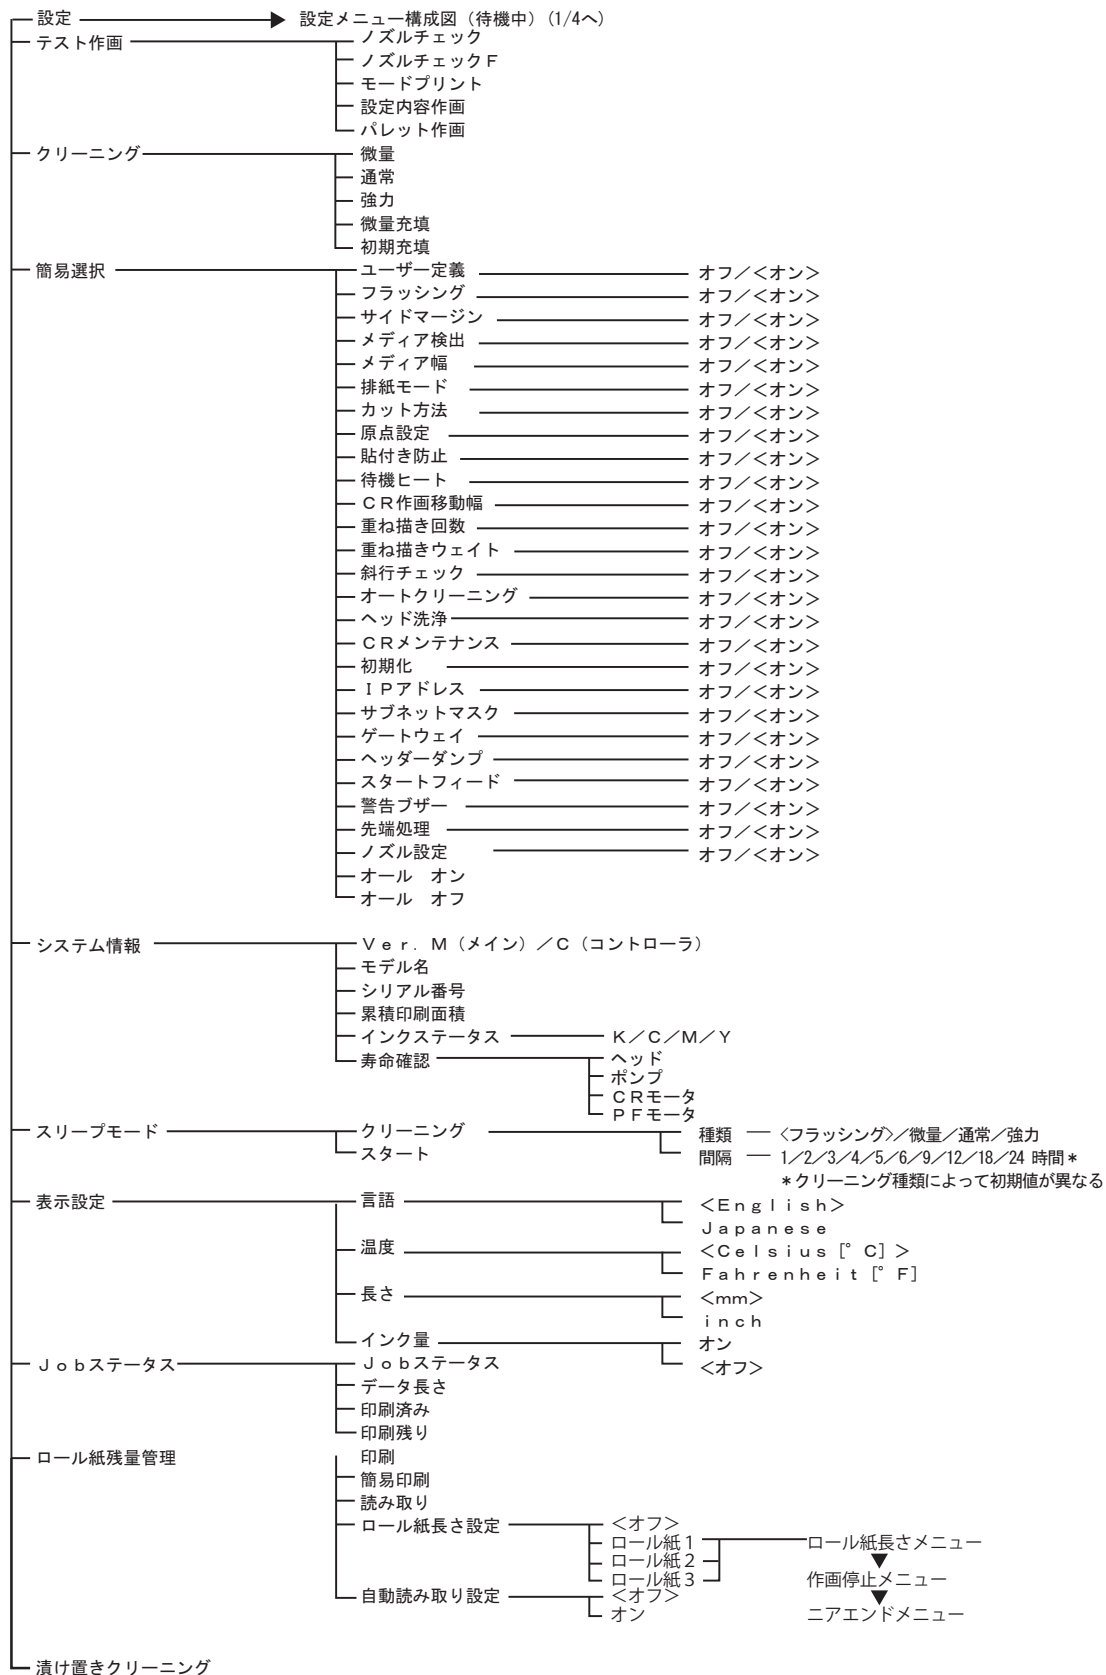 設定 設定メニュー構成図（待機中）(1/4へ)
テスト作画 ノズルチェック
ノズルチェックＦ
モードプリント
設定内容作画
パレット作画
クリーニング 微量
通常
強力
微量充填
初期充填
簡易選択 ユーザー定義 オフ／＜オン＞
フラッシング オフ／＜オン＞
サイドマージン オフ／＜オン＞
メディア検出 オフ／＜オン＞
メディア幅 オフ／＜オン＞
排紙モード オフ／＜オン＞
カット方法 オフ／＜オン＞
原点設定 オフ／＜オン＞
貼付き防止 オフ／＜オン＞
待機ヒート オフ／＜オン＞
ＣＲ作画移動幅 オフ／＜オン＞
重ね描き回数 オフ／＜オン＞
重ね描きウェイト オフ／＜オン＞
斜行チェック オフ／＜オン＞
オートクリーニング オフ／＜オン＞
ヘッド洗浄 オフ／＜オン＞
ＣＲメンテナンス オフ／＜オン＞
初期化 オフ／＜オン＞
ＩＰアドレス オフ／＜オン＞
サブネットマスク オフ／＜オン＞
ゲートウェイ オフ／＜オン＞
ヘッダーダンプ オフ／＜オン＞
スタートフィード オフ／＜オン＞
警告ブザー オフ／＜オン＞
先端処理 オフ／＜オン＞
ノズル設定 オフ／＜オン＞
オール　オン
オール　オフ
システム情報 Ｖｅｒ．Ｍ（メイン）／Ｃ（コントローラ）
モデル名
シリアル番号
累積印刷面積
インクステータス Ｋ／Ｃ／Ｍ／Ｙ
寿命確認 ヘッド
ポンプ
ＣＲモータ
ＰＦモータ
スリープモード クリーニング 種類 <フラッシング>／微量／通常／強力
スタート 間隔 1／2／3／4／5／6／9／12／18／24 時間＊
＊クリーニング種類によって初期値が異なる
表示設定 言語 ＜Ｅｎｇｌｉｓｈ＞
Ｊａｐａｎｅｓｅ
温度 ＜Ｃｅｌｓｉｕｓ［°Ｃ］＞
Ｆａｈｒｅｎｈｅｉｔ［°Ｆ］
長さ ＜ｍｍ＞
ｉｎｃｈ
インク量 オン
＜オフ＞
Ｊｏｂステータス Ｊｏｂステータス
データ長さ
印刷済み
印刷残り
ロール紙残量管理 印刷
簡易印刷
読み取り
ロール紙長さ設定 ＜オフ＞
ロール紙１ ロール紙長さメニュー
ロール紙２
ロール紙３ 作画停止メニュー
自動読み取り設定 ＜オフ＞
オン ニアエンドメニュー
漬け置きクリーニング